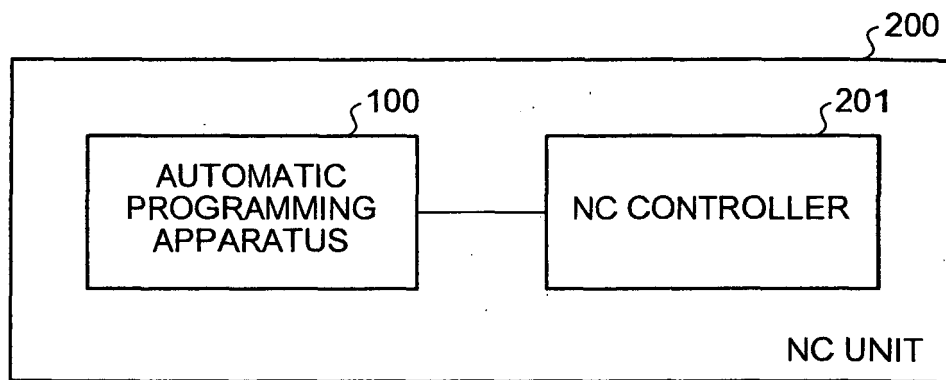 200
100
201
AUTOMATIC
PROGRAMMING
APPARATUS
NC CONTROLLER
NC UNIT